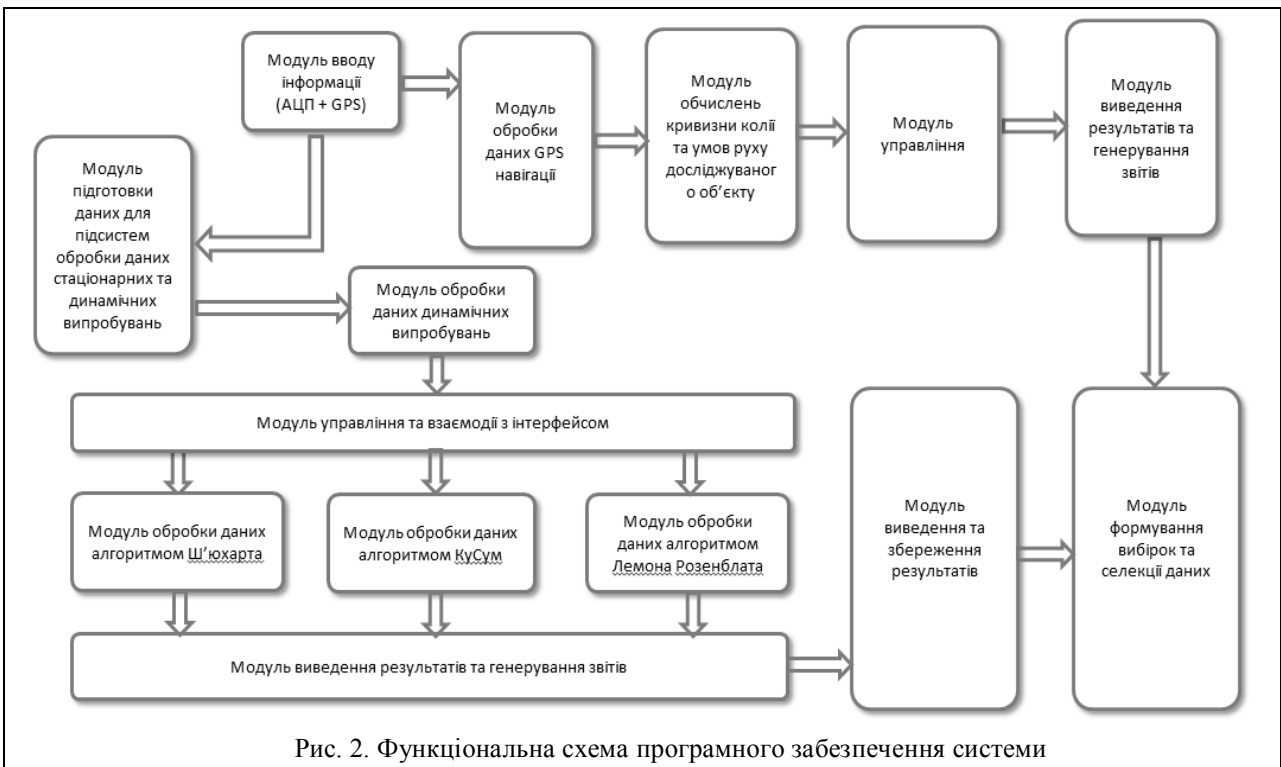 Модуль вводу
інформації
(АЦП + GPS)
Модуль
обробки
даних GPS
навігації
Модуль
обчислень
кривизни колії
та умов руху
досліджуваног
о об’єкту
Модуль
управління
Модуль
виведення
результатів та
генерування
звітів
Модуль
підготовки
даних для
підсистем
обробки даних
стаціонарних та
динамічних
випробувань
Модуль обробки
даних динамічних
випробувань
Модуль управління та взаємодії з інтерфейсом
Модуль обробки даних
алгоритмом Ш’юхарта
Модуль обробки даних
алгоритмом КуСум
Модуль обробки
даних алгоритмом
Лемона Розенблата
Модуль виведення результатів та генерування звітів
Модуль
виведення та
збереження
результатів
Модуль
формування
вибірок та
селекції даних
Рис. 2. Функціональна схема програмного забезпечення системи